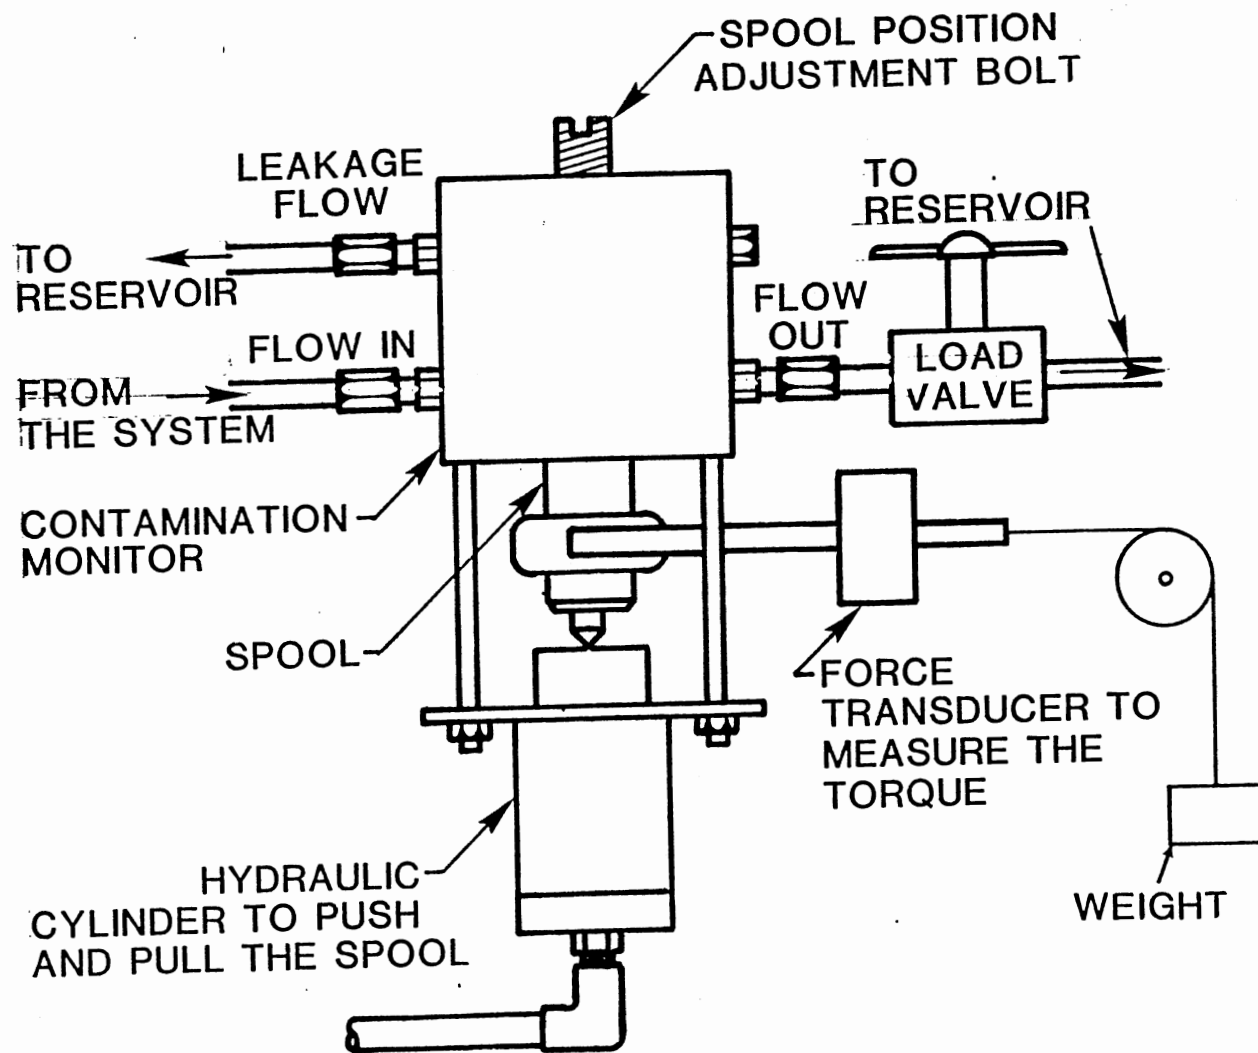 SPOOL POSITION
ADJUSTMENT BOLT
LEAKAGE
FLOW
TO
RESERVOIR
TO
RESERVOIR
FLOW IN
FLOW
OUT
LOAD
VALVE
FROM
THE SYSTEM
CONTAMINATION
MONITOR
SPOOL
FORCE
TRANSDUCER TO
MEASURE THE
TORQUE
HYDRAULIC
CYLINDER TO PUSH
AND PULL THE SPOOL
WEIGHT